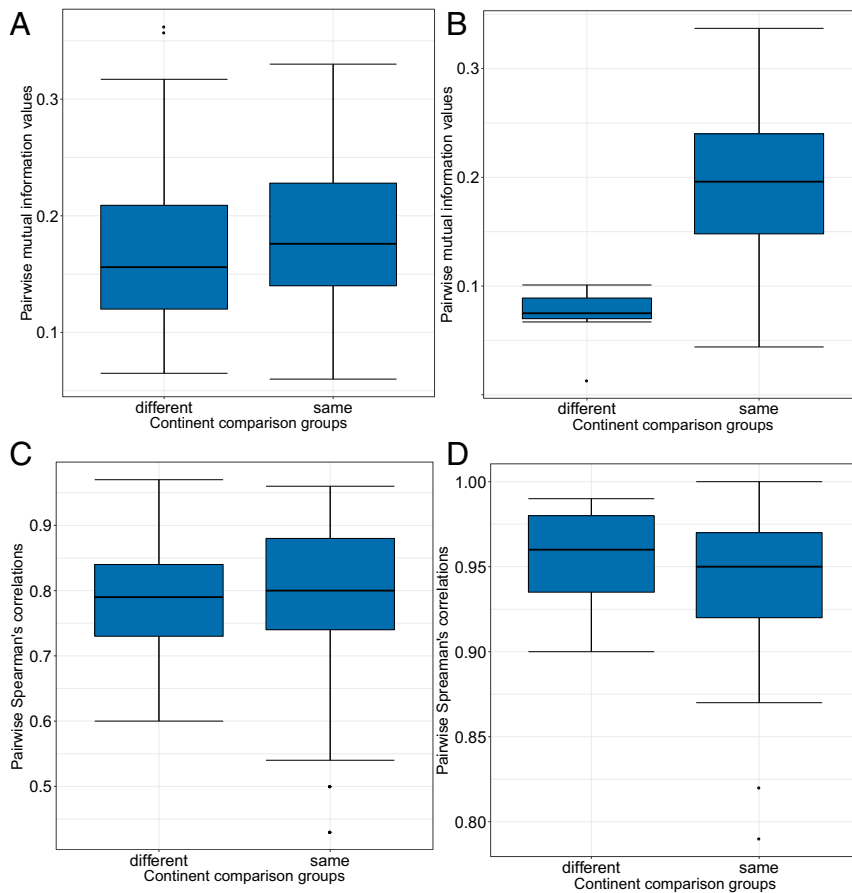 A
Pairwise mutual information values
0.3
0.2
0.1
different
same
Continent comparison groups
B
Pairwise mutual information values
0.3
0.2
0.1
different
same
Continent comparison groups
C
Pairwise Spearman's correlations
0.9
0.8
0.7
0.6
0.5
different
same
Continent comparison groups
D
Pairwise Spreaman's correlations
1.00
0.95
0.90
0.85
0.80
different
same
Continent comparison groups